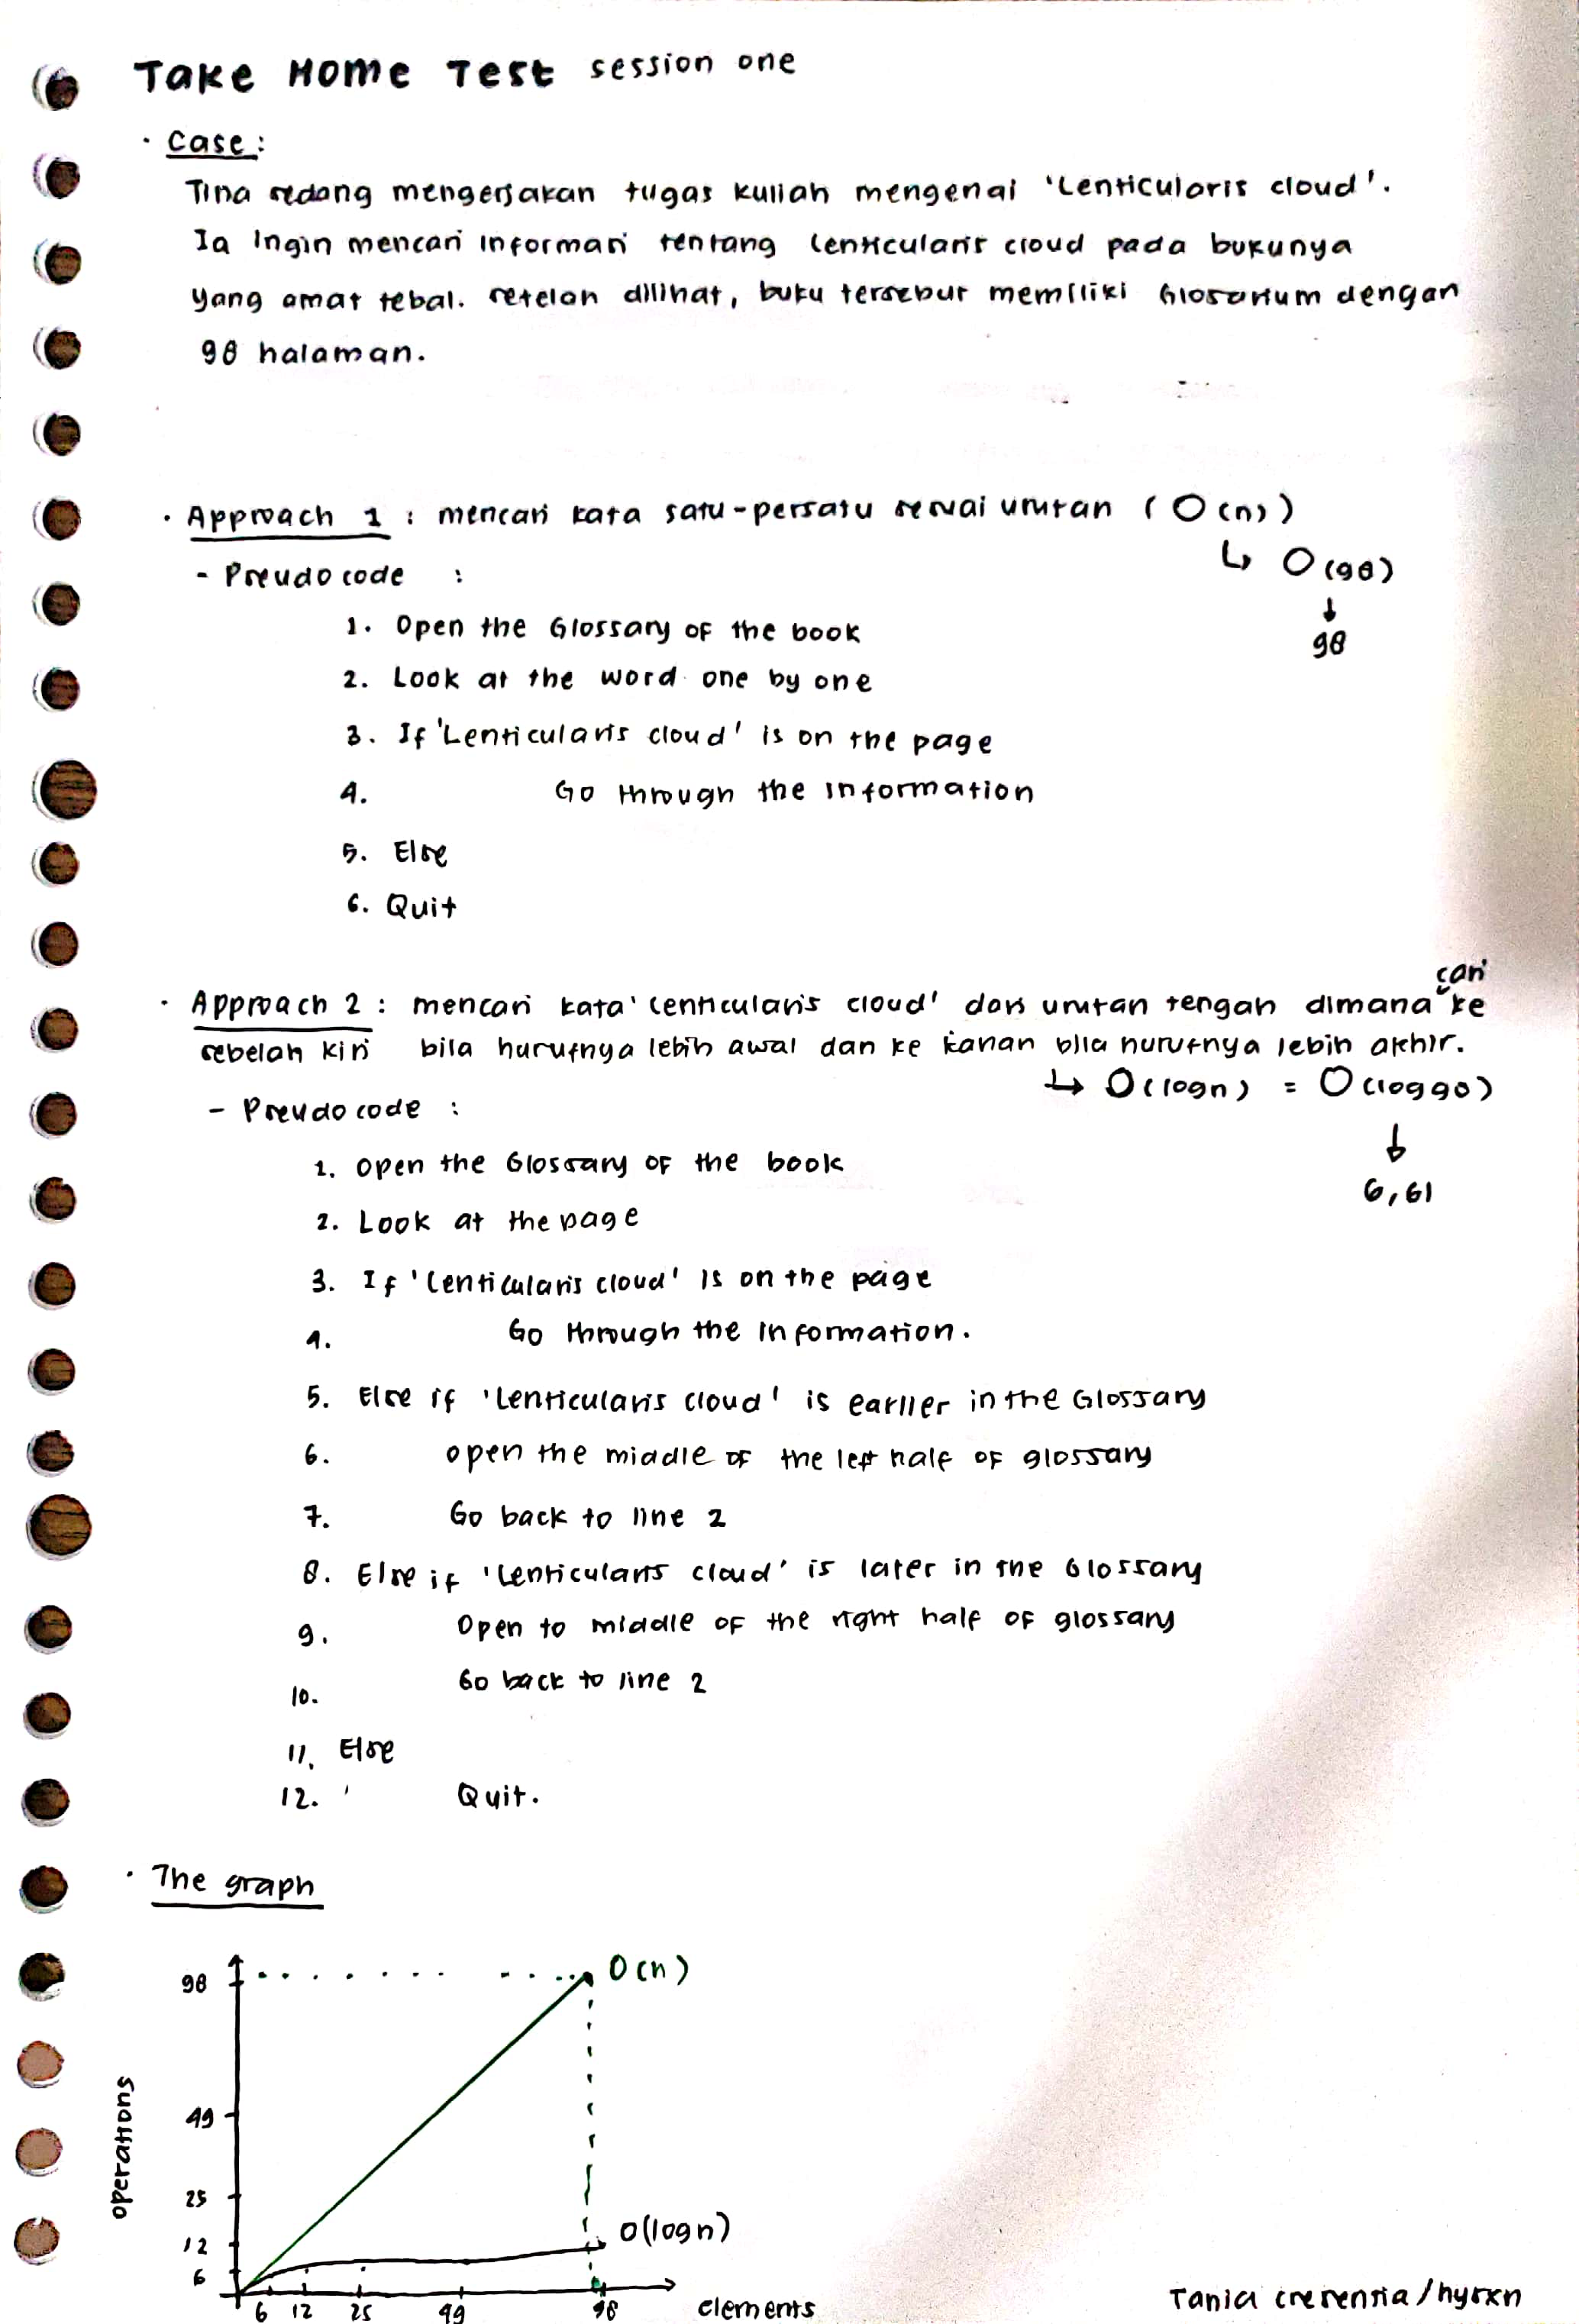 Take Home Test session one
· Case:
Tina sedang mengerjakan tugas kuliah mengenai 'Lenticularis cloud'.
Ia Ingin mencari informasi tentang lenticularis cloud pada bukunya
yang amat tebal. setelah dilihat, buku tersebut memiliki Glosarium dengan
98 halaman.
· Approach 1 : mencari kata satu-persatu sesuai urutan (O(n))
↳ O(98)
↓
98
- Pseudocode :
1. Open the Glossary of the book
2. Look at the word one by one
3. If 'Lenticularis cloud' is on the page
4. Go through the information
5. Else
6. Quit
· Approach 2 : mencari kata 'lenticularis cloud' dari urutan tengah dimana cari ke
sebelah kiri bila hurufnya lebih awal dan ke kanan bila hurufnya lebih akhir.
↳ O(logn) = O(log98)
↓
6,61
- Pseudocode :
1. Open the Glossary of the book
2. Look at the page
3. If 'Lenticularis cloud' is on the page
4. Go through the information.
5. Else if 'Lenticularis cloud' is earlier in the Glossary
6. open the middle of the left half of glossary
7. Go back to line 2
8. Else if 'Lenticularis cloud' is later in the Glossary
9. Open to middle of the right half of glossary
10. Go back to line 2
11. Else
12. Quit.
· The graph
98 O(n)
49
25
12 O(logn)
6
operations
6 12 25 49 98 elements
Tania /hyrxn